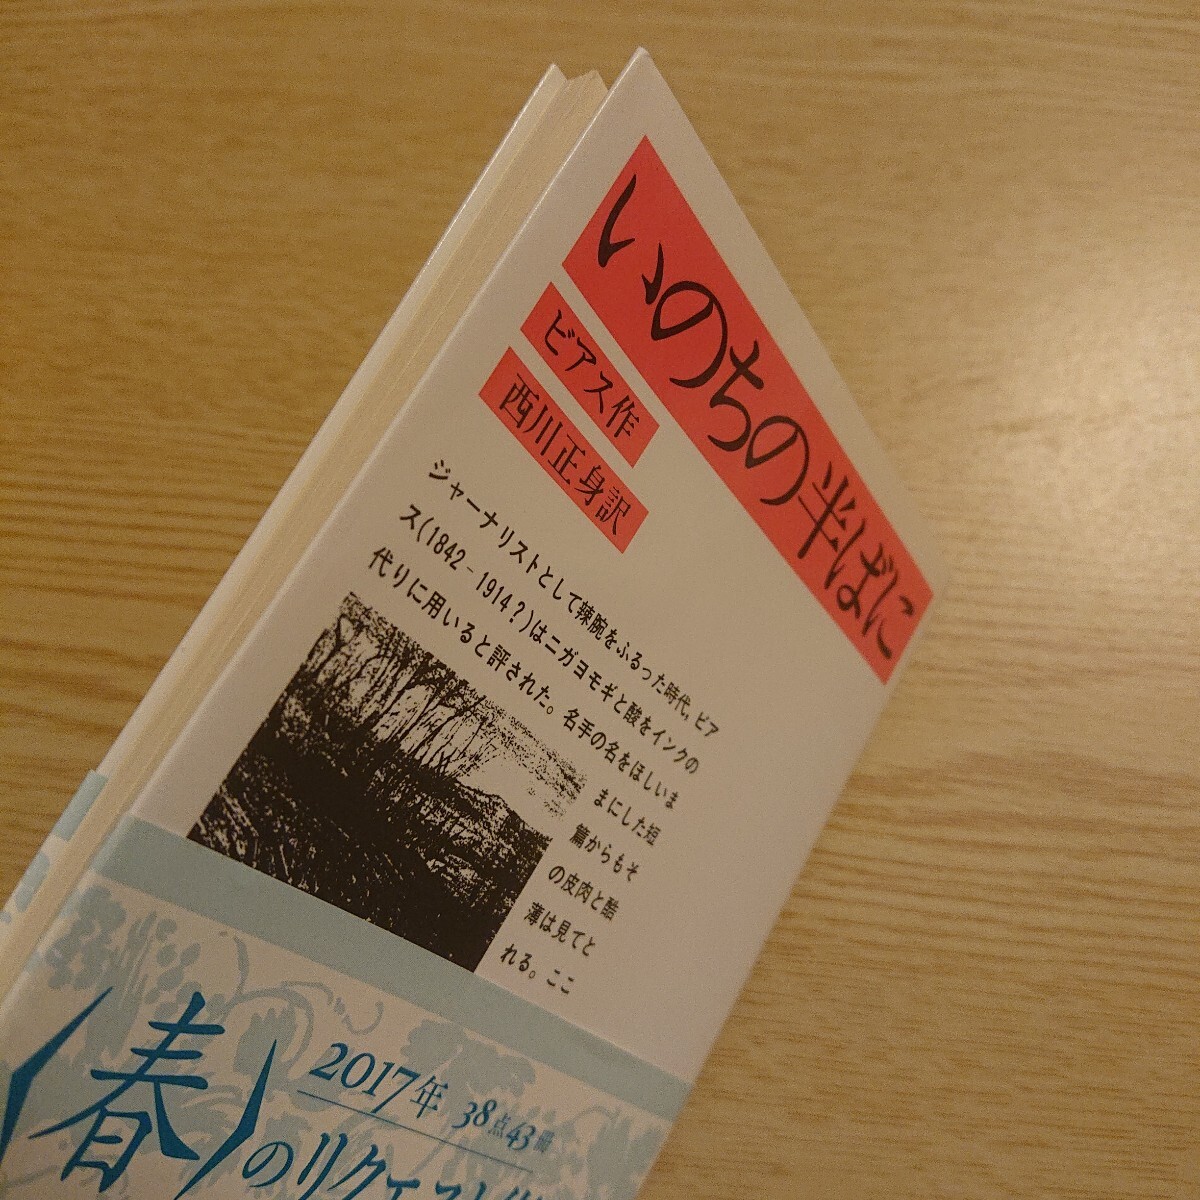 いのちの半ばに
ビアス作
西川正身訳
ジャーナリストとして辣腕をふるった時代，ビア
ス(1842-1914?)はニガヨモギと酸をインクの
代りに用いると評された。名手の名をほしいま
まにした短
篇からもそ
の皮肉と酷
薄は見てと
れる。ここ
2017年 38点43冊
〈春〉のリクエスト